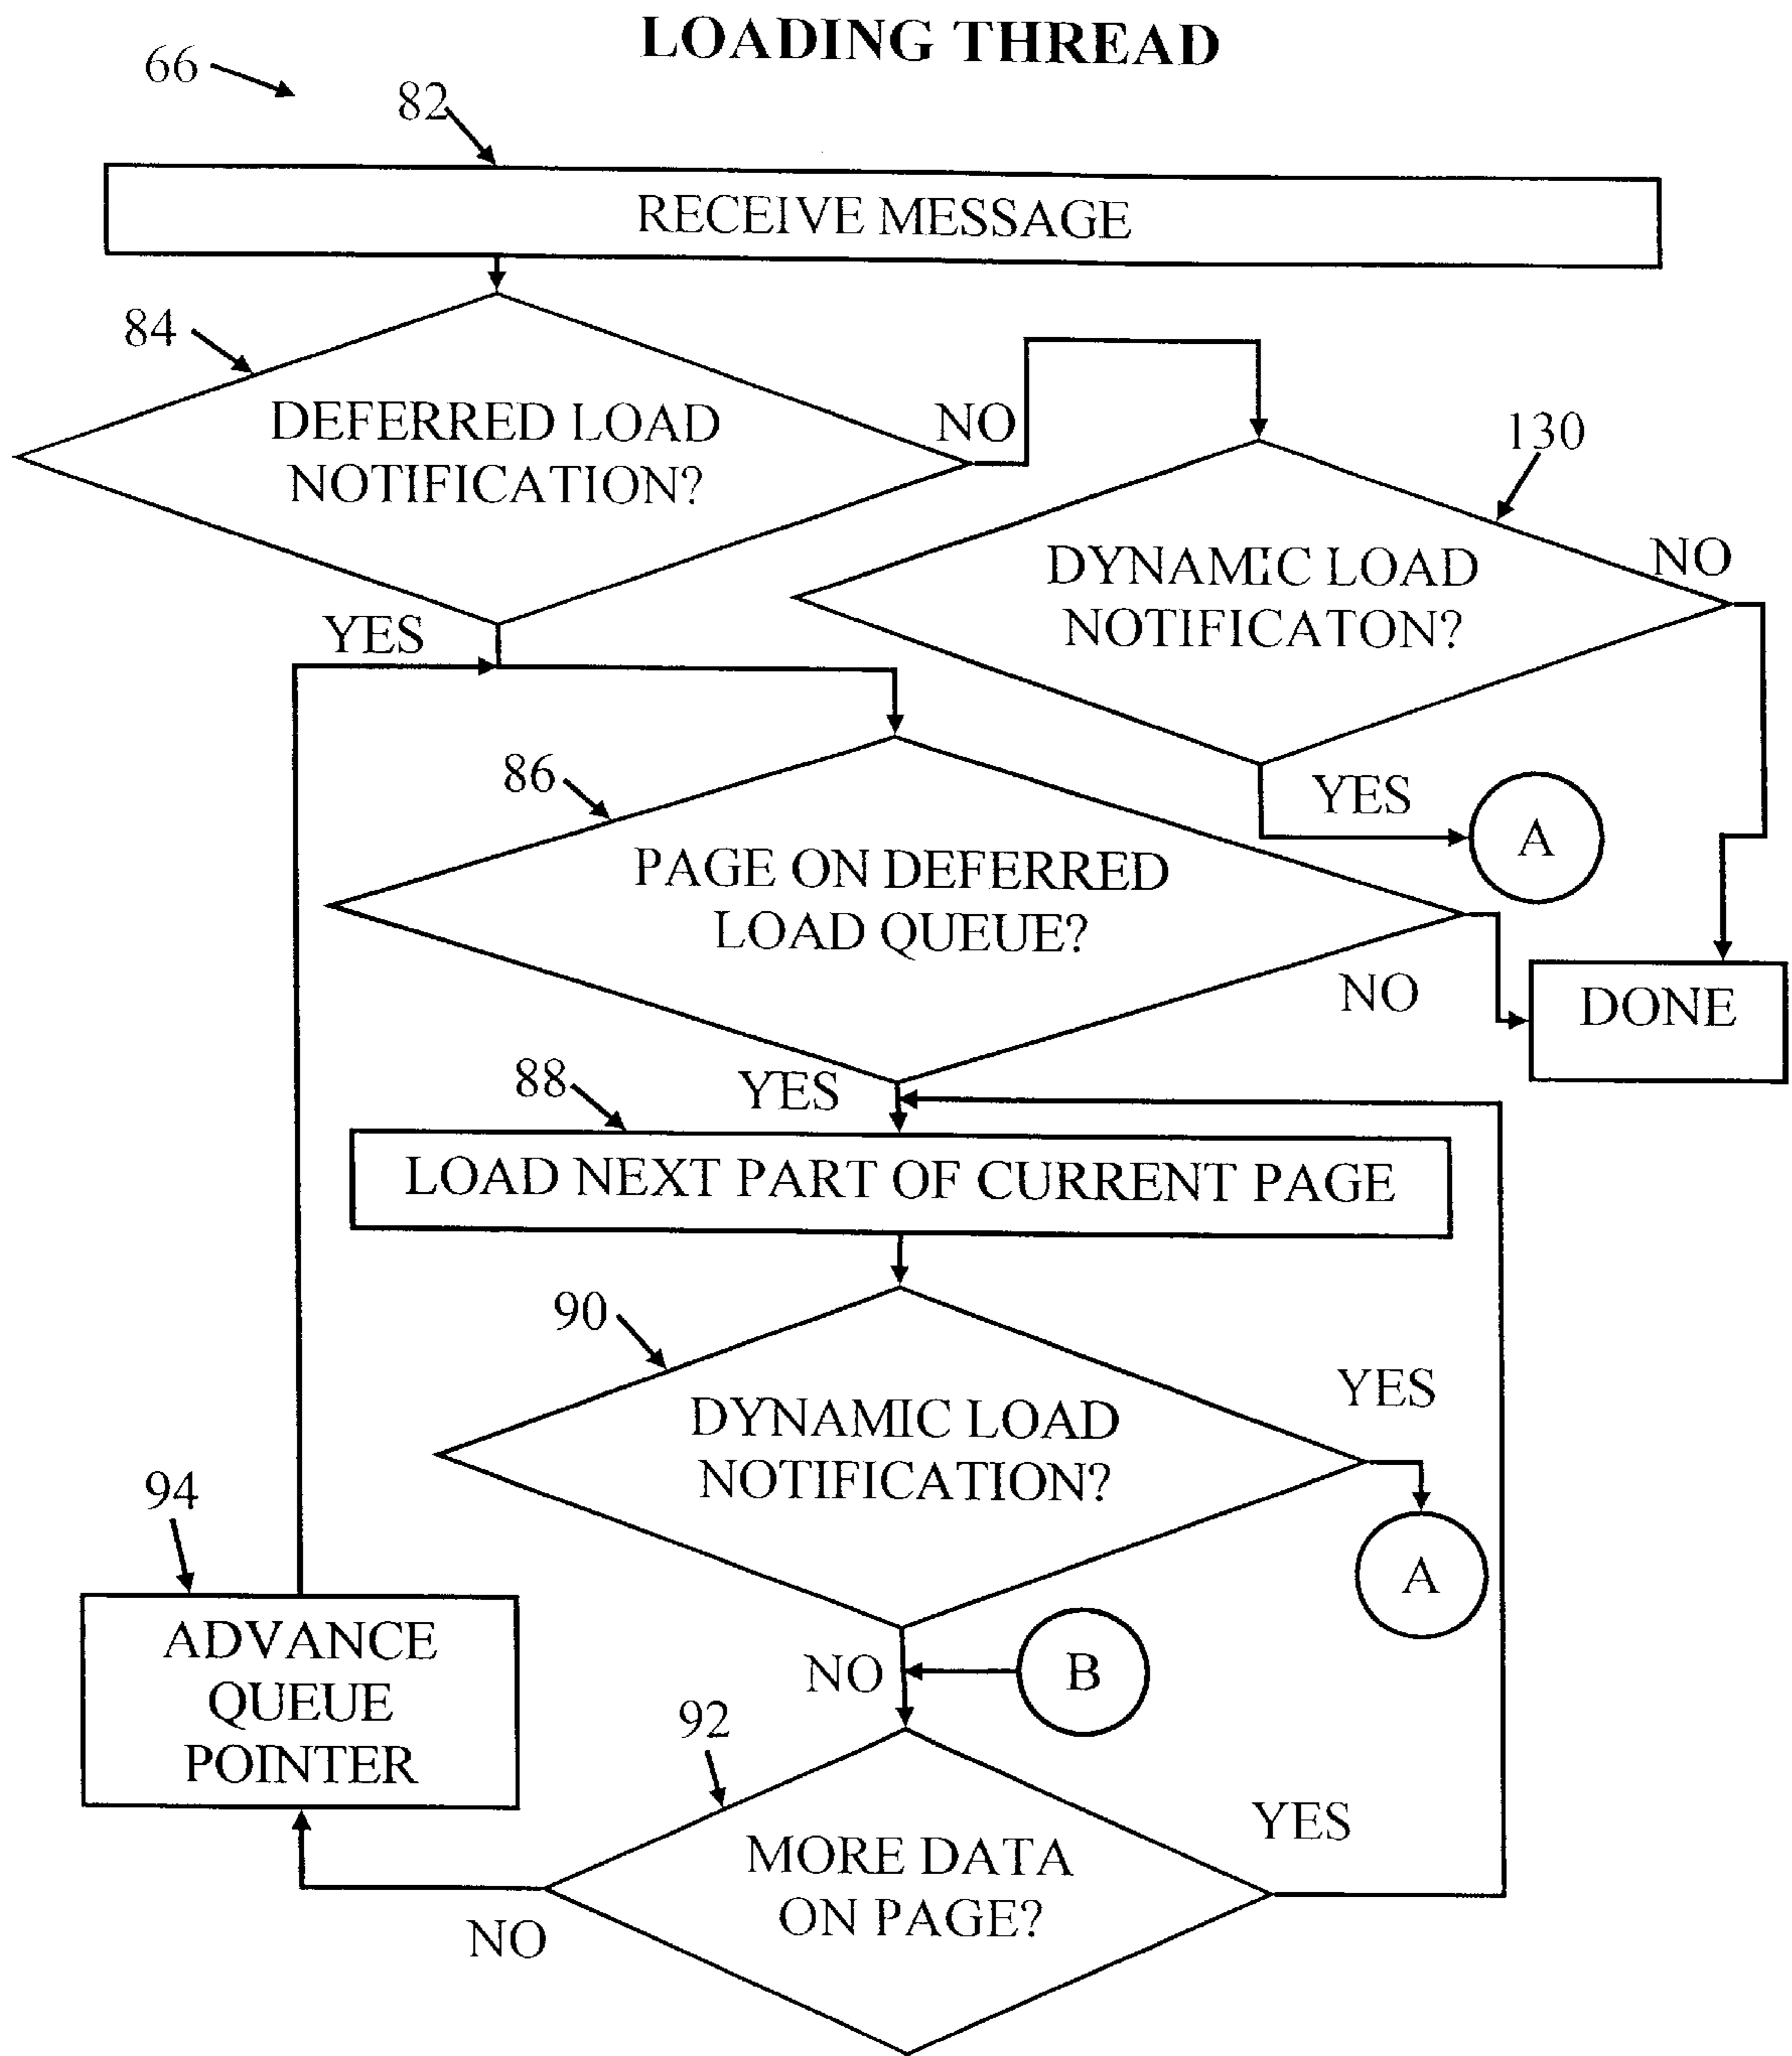 LOADING THREAD
66
82
RECEIVE MESSAGE
84
DEFERRED LOAD
NOTIFICATION?
NO
130
DYNAMIC LOAD
NOTIFICATON?
NO
YES
86
YES
A
PAGE ON DEFERRED
LOAD QUEUE?
NO
DONE
88
YES
LOAD NEXT PART OF CURRENT PAGE
90
YES
DYNAMIC LOAD
NOTIFICATION?
94
A
ADVANCE
QUEUE
POINTER
NO
B
92
YES
MORE DATA
ON PAGE?
NO